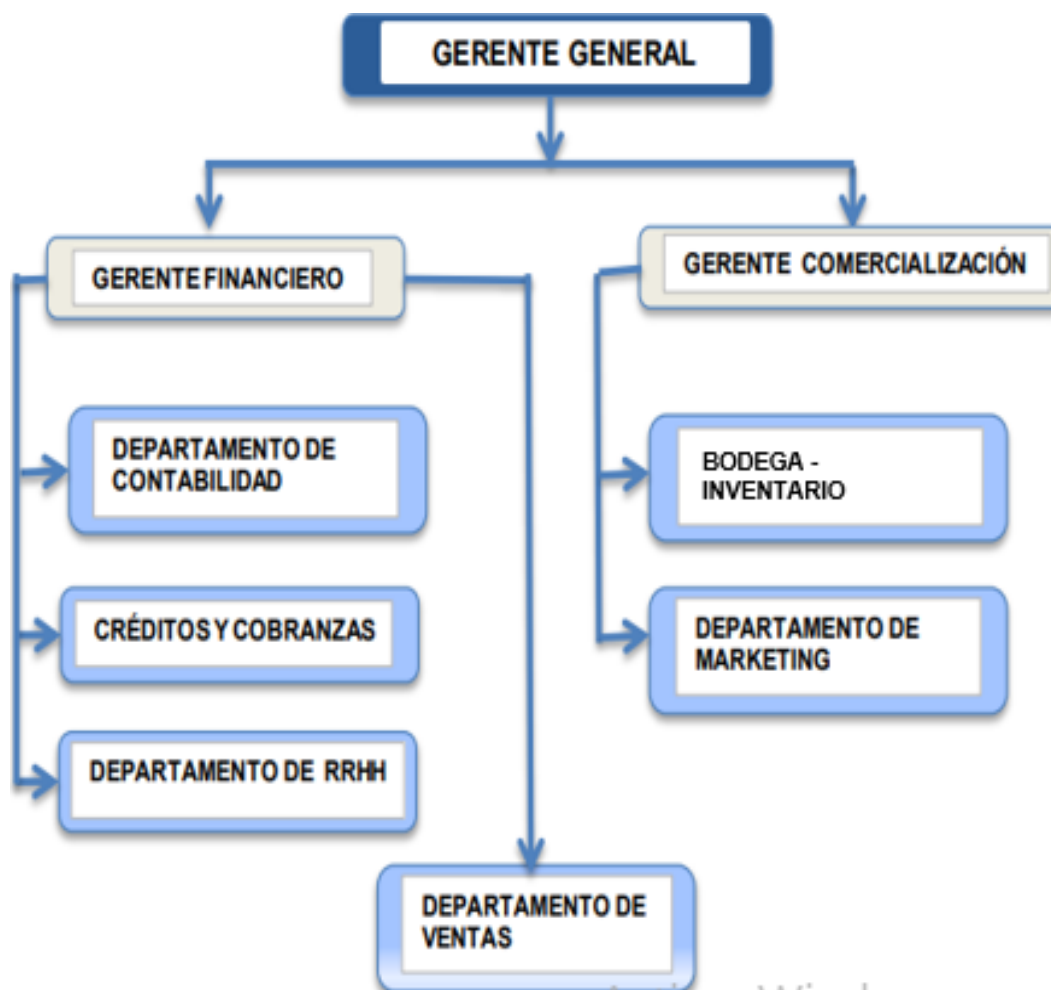 GERENTE GENERAL
GERENTE FINANCIERO
GERENTE COMERCIALIZACIÓN
DEPARTAMENTO DE
CONTABILIDAD
BODEGA -
INVENTARIO
CRÉDITOS Y COBRANZAS
DEPARTAMENTO DE
MARKETING
DEPARTAMENTO DE RRHH
DEPARTAMENTO DE
VENTAS